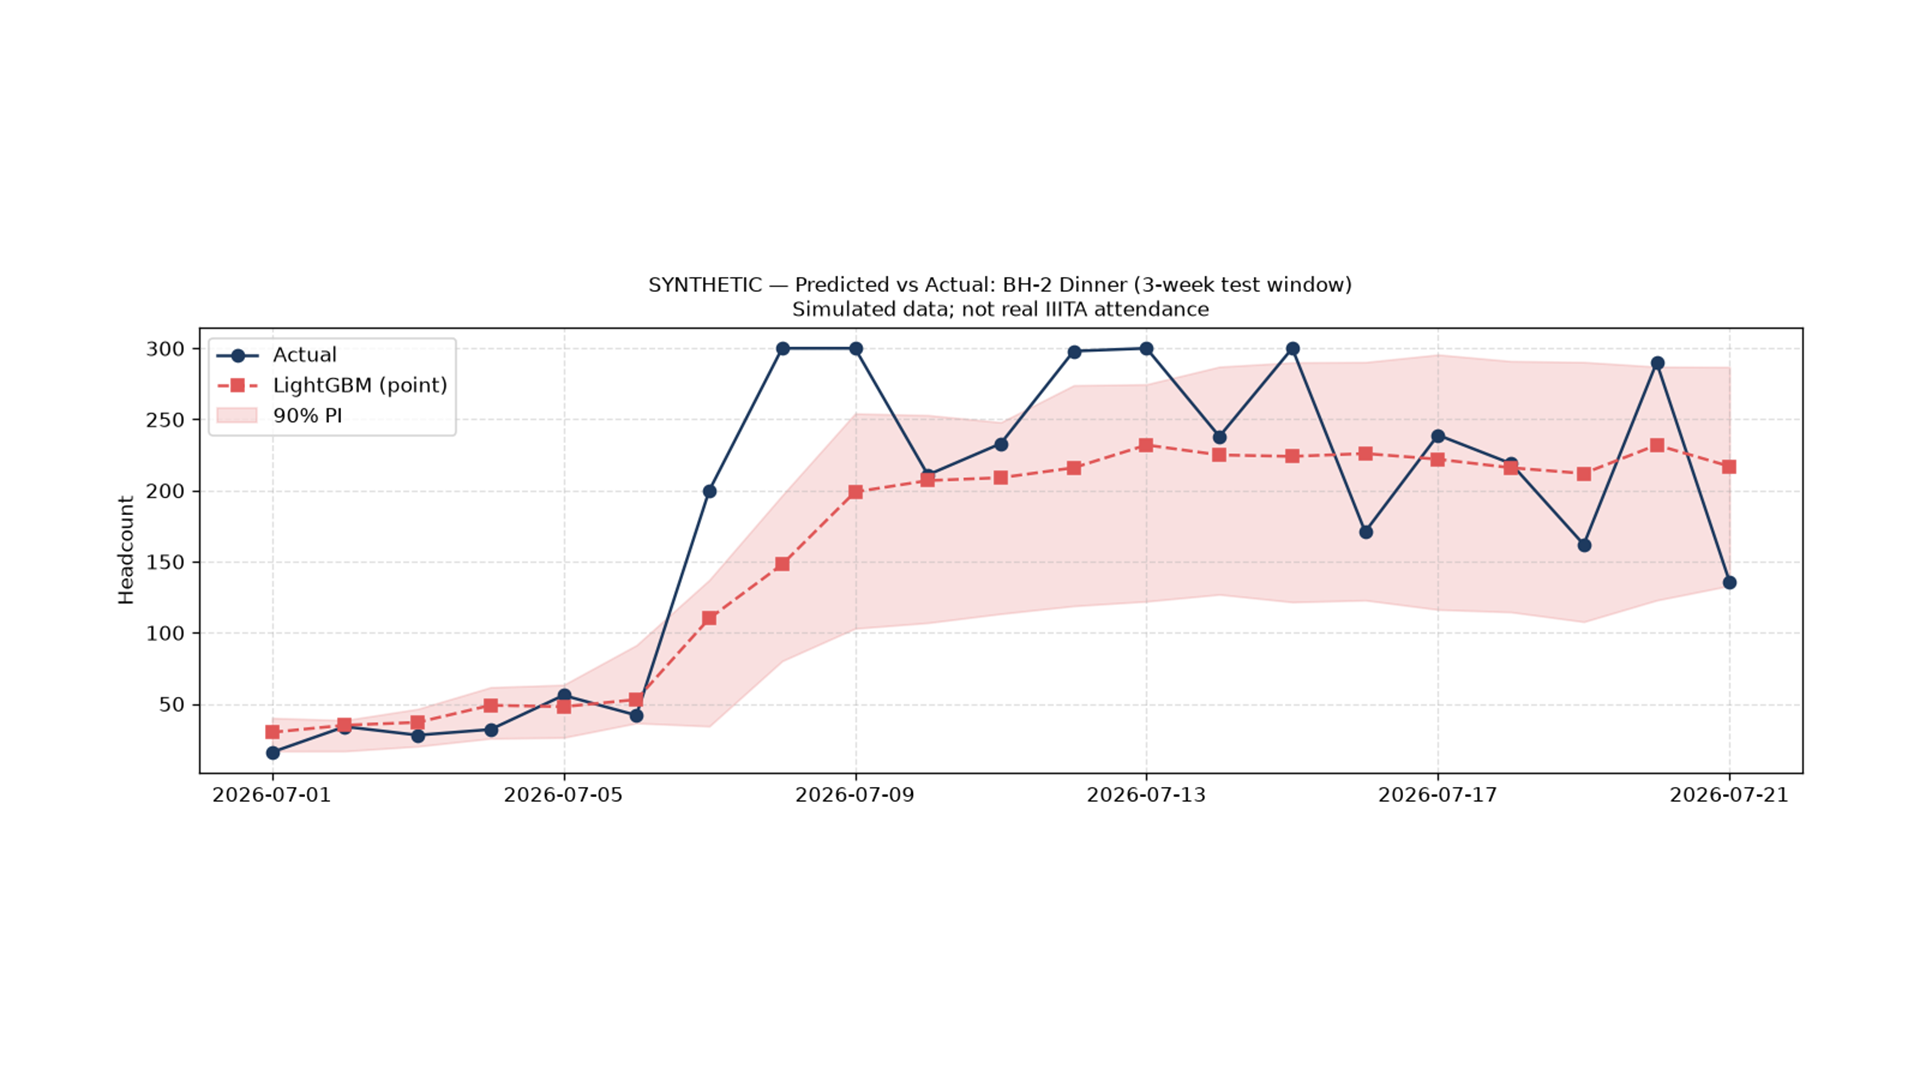 SYNTHETIC — Predicted vs Actual: BH-2 Dinner (3-week test window)
Simulated data; not real IIITA attendance
Actual
LightGBM (point)
90% PI
Headcount
300
250
200
150
100
50
2026-07-01
2026-07-05
2026-07-09
2026-07-13
2026-07-17
2026-07-21